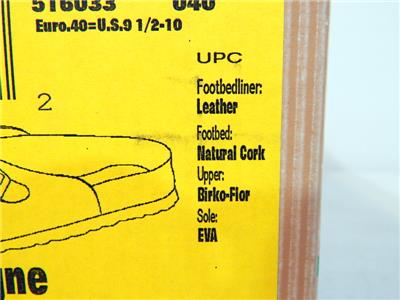 516033 040
Euro.40=U.S.9 1/2-10
UPC
Footbedliner:
Leather
2
Footbed:
Natural Cork
Upper:
Birko-Flor
Sole:
EVA